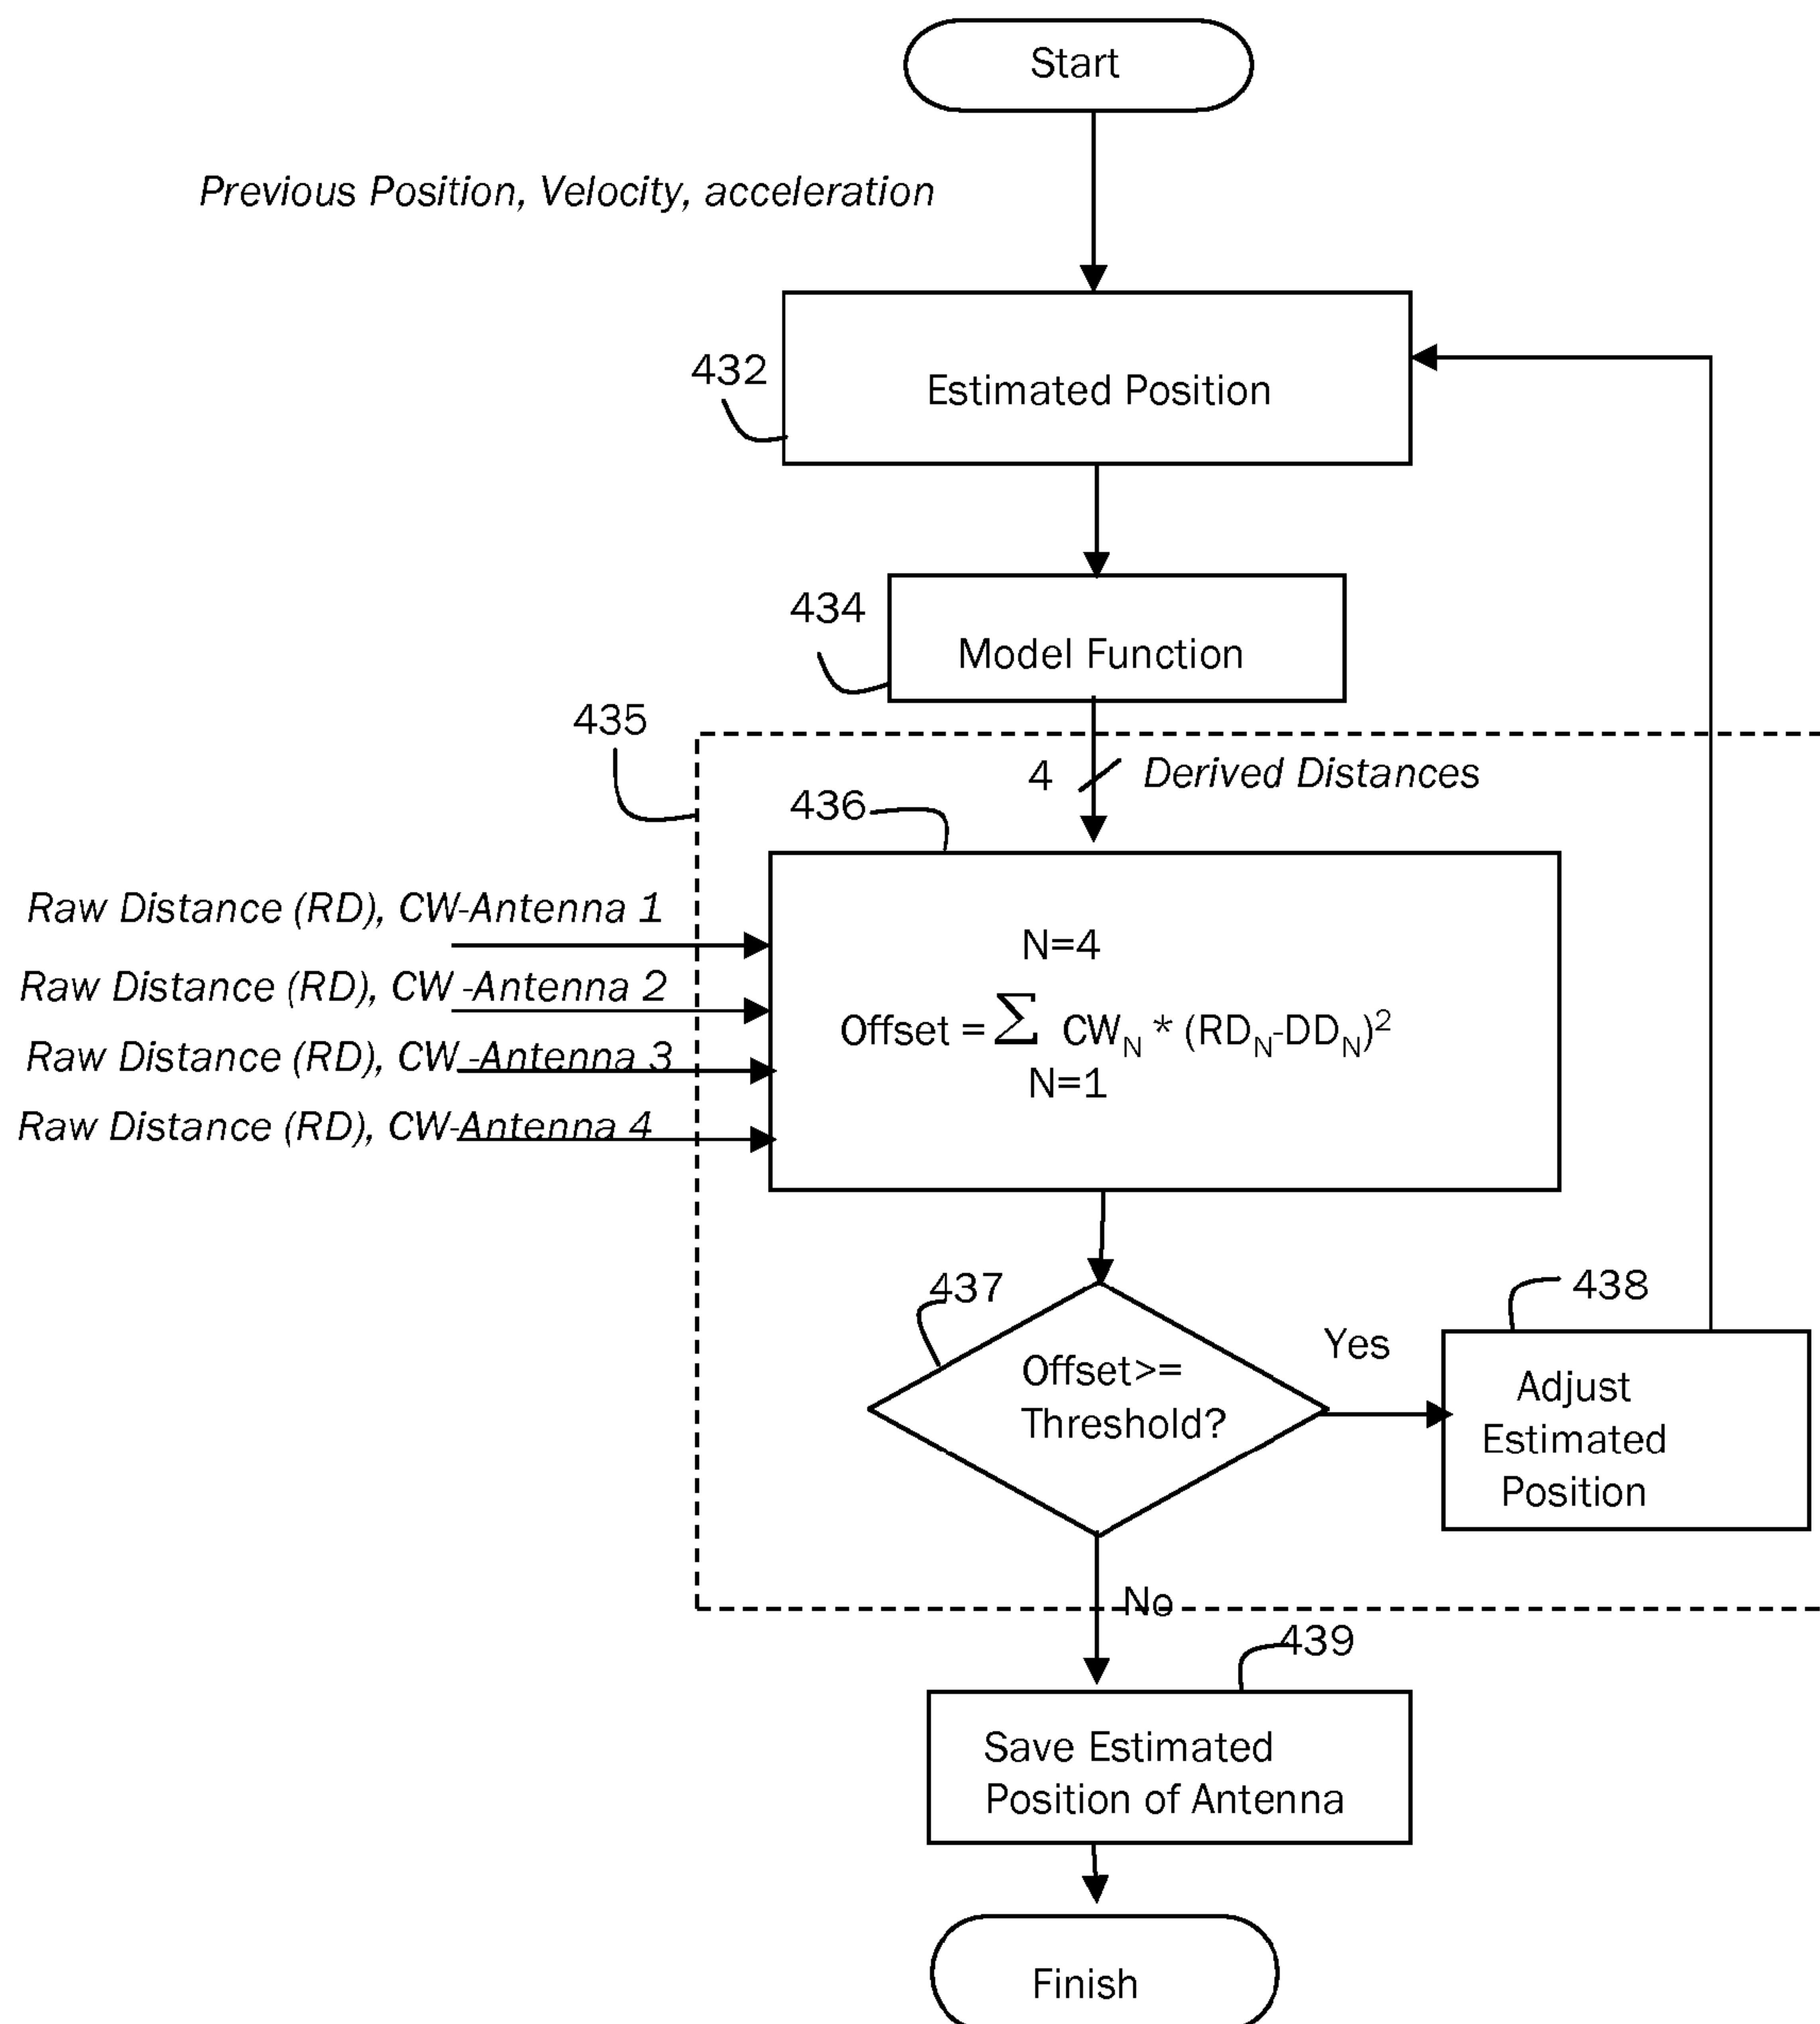 Start
Previous Position, Velocity, acceleration
432
Estimated Position
434
Model Function
435
4
Derived Distances
436
Raw Distance (RD), CW-Antenna 1
Raw Distance (RD), CW -Antenna 2
Raw Distance (RD), CW -Antenna 3
Raw Distance (RD), CW-Antenna 4
N=4
Offset = ∑ CW_N * (RD_N-DD_N)²
N=1
437
Offset>=
Threshold?
Yes
438
Adjust
Estimated
Position
No
439
Save Estimated
Position of Antenna
Finish